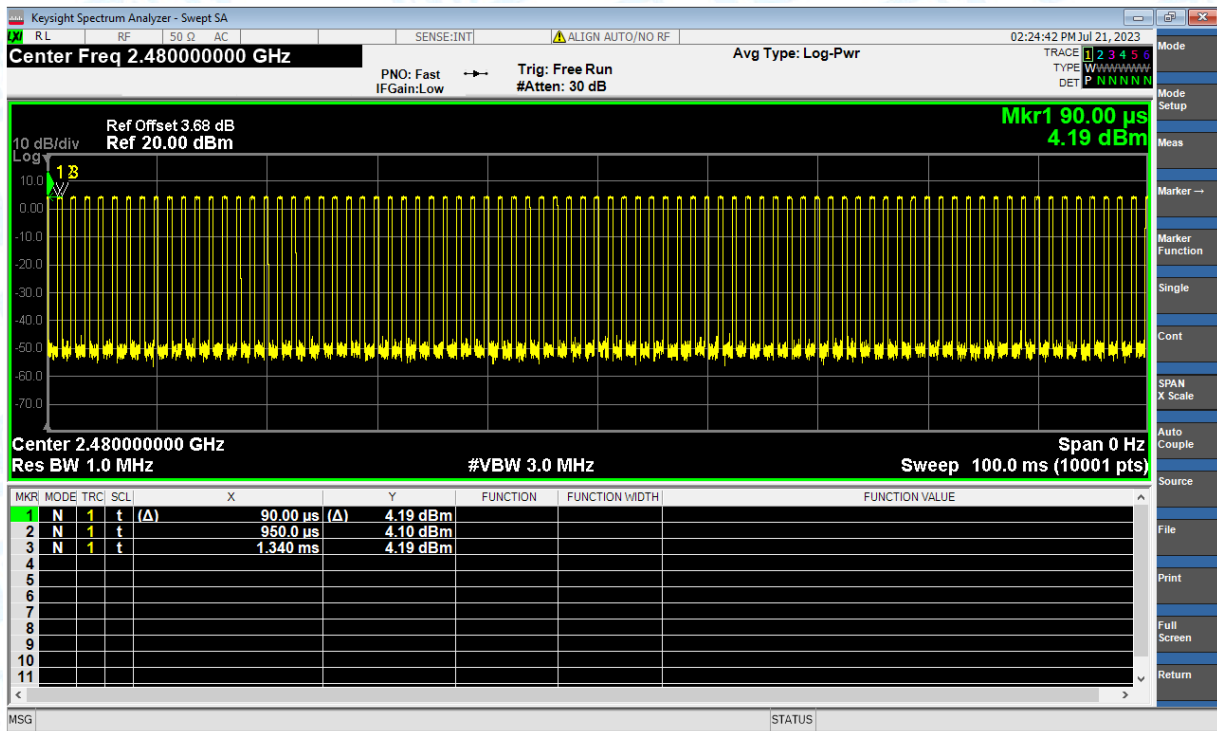 Keysight Spectrum Analyzer - Swept SA
LXI RL RF 50 Ω AC SENSE:INT ALIGN AUTO/NO RF 02:24:42 PM Jul 21, 2023
Center Freq 2.480000000 GHz
PNO: Fast
IFGain:Low
Trig: Free Run
#Atten: 30 dB
Avg Type: Log-Pwr
TRACE 1 2 3 4 5 6
TYPE WWWWWW
DET P N N N N N
Mkr1 90.00 µs
4.19 dBm
Ref Offset 3.68 dB
10 dB/div Ref 20.00 dBm
Log
1 2 3
10.0
0.00
-10.0
-20.0
-30.0
-40.0
-50.0
-60.0
-70.0
Center 2.480000000 GHz Span 0 Hz
Res BW 1.0 MHz #VBW 3.0 MHz Sweep 100.0 ms (10001 pts)
MKR MODE TRC SCL X Y FUNCTION FUNCTION WIDTH FUNCTION VALUE
1 N 1 t (Δ) 90.00 µs (Δ) 4.19 dBm
2 N 1 t 950.0 µs 4.10 dBm
3 N 1 t 1.340 ms 4.19 dBm
4
5
6
7
8
9
10
11
MSG STATUS
Mode
Mode
Setup
Meas
Marker →
Marker
Function
Single
Cont
SPAN
X Scale
Auto
Couple
Source
File
Print
Full
Screen
Return